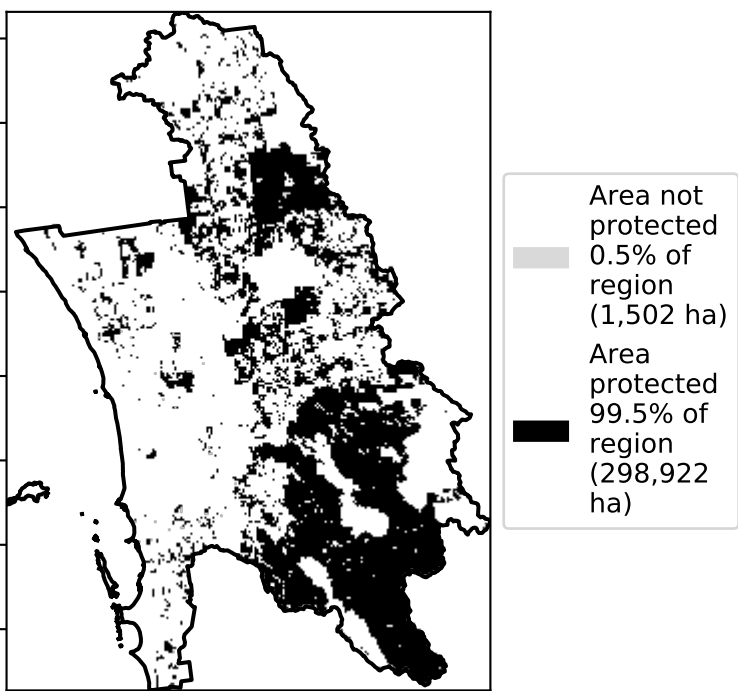 Area not
protected
0.5% of
region
(1,502 ha)
Area
protected
99.5% of
region
(298,922
ha)